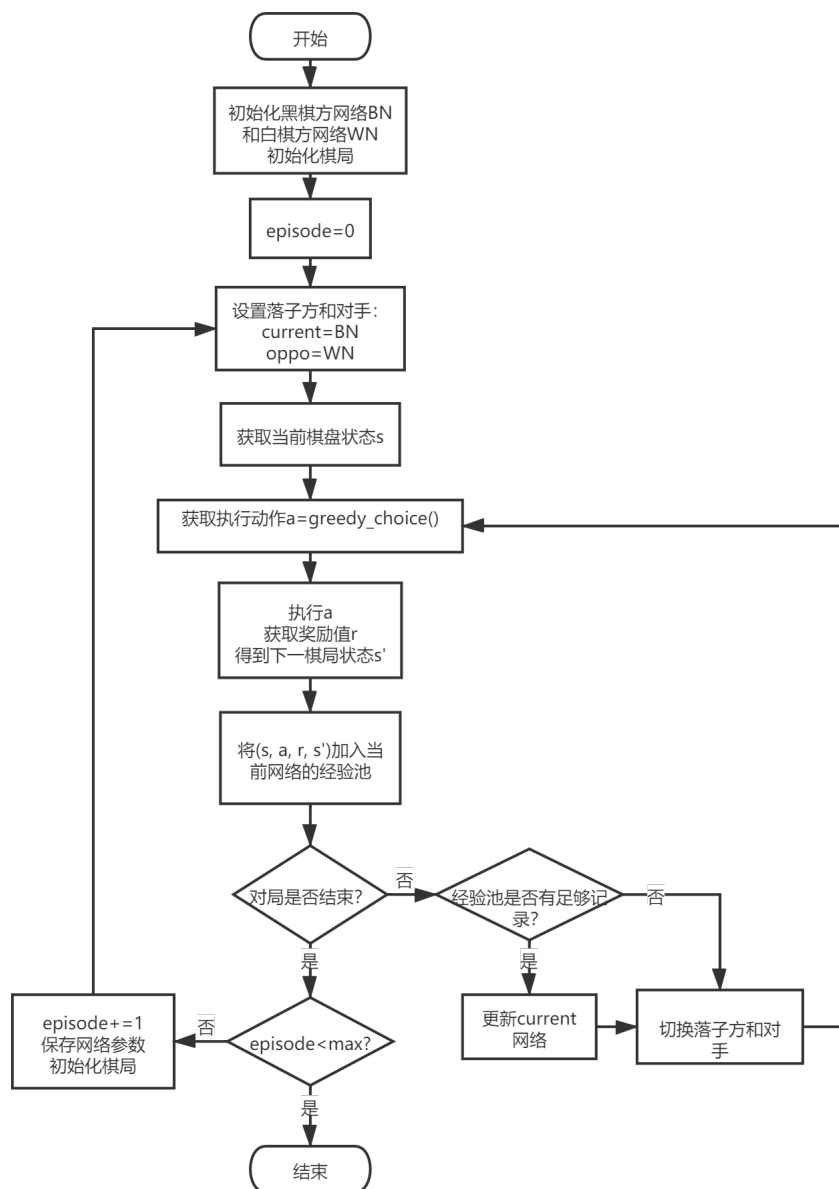 开始
初始化黑棋方网络BN
和白棋方网络WN
初始化棋局
episode=0
设置落子方和对手：
current=BN
oppo=WN
获取当前棋盘状态s
获取执行动作a=greedy_choice()
执行a
获取奖励值r
得到下一棋局状态s'
将(s, a, r, s')加入当
前网络的经验池
对局是否结束？
否
经验池是否有足够记
录？
否
是
是
更新current
网络
切换落子方和对
手
episode+=1
保存网络参数
初始化棋局
否
episode<max?
是
结束